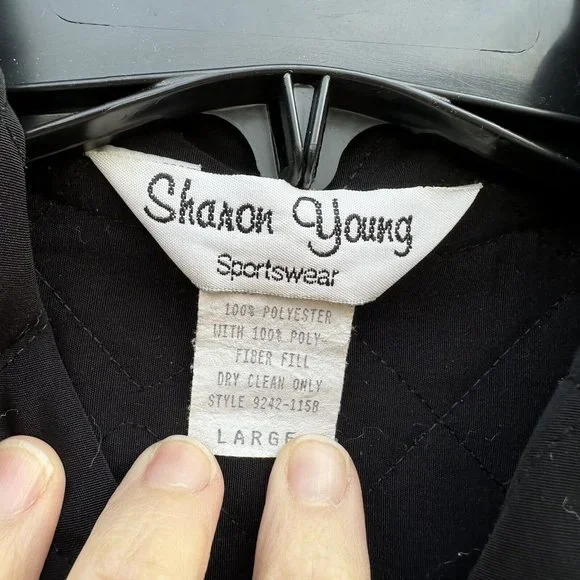 Sharon Young
Sportswear
100% POLYESTER
WITH 100% POLY-
FIBER FILL
DRY CLEAN ONLY
STYLE 9242-115B
LARGE